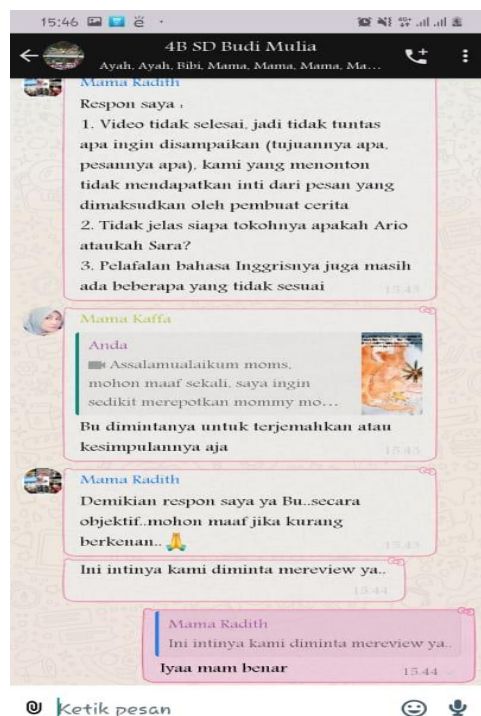 15:46
4B SD Budi Mulia
Ayah, Ayah, Bibi, Mama, Mama, Mama, Ma...
Mama Radith
Respon saya :
1. Video tidak selesai, jadi tidak tuntas
apa ingin disampaikan (tujuannya apa,
pesannya apa), kami yang menonton
tidak mendapatkan inti dari pesan yang
dimaksudkan oleh pembuat cerita
2. Tidak jelas siapa tokohnya apakah Ario
ataukah Sara?
3. Pelafalan bahasa Inggrisnya juga masih
ada beberapa yang tidak sesuai
15.43
Mama Kaffa
Anda
Assalamualaikum moms,
mohon maaf sekali, saya ingin
sedikit merepotkan mommy mo...
Bu dimintanya untuk terjemahkan atau
kesimpulannya aja
15.43
Mama Radith
Demikian respon saya ya Bu..secara
objektif..mohon maaf jika kurang
berkenan..
15.43
Ini intinya kami diminta mereview ya..
15.44
Mama Radith
Ini intinya kami diminta mereview ya..
Iyaa mam benar
15.44
Ketik pesan